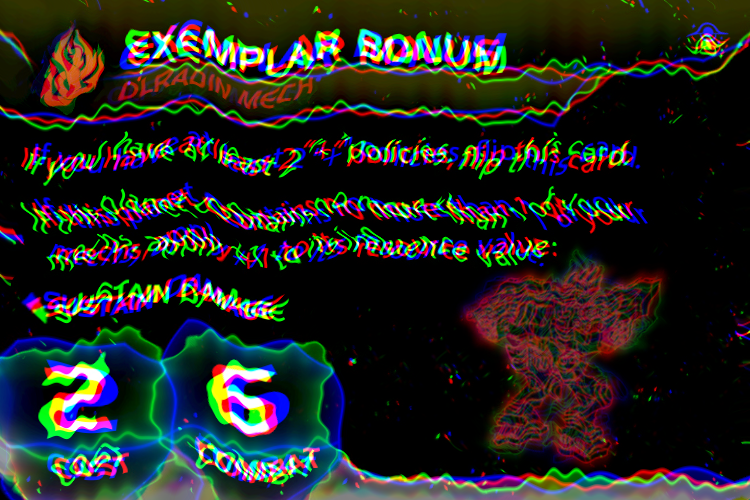 EXEMPLAR BONUM
DLRADIN MECH
If you have at least 2 "+" policies, flip this card.
If this planet contains no more than 1 of your
mechs apply +1 to its influence value:
SUSTAIN DAMAGE
2 6
COST COMBAT